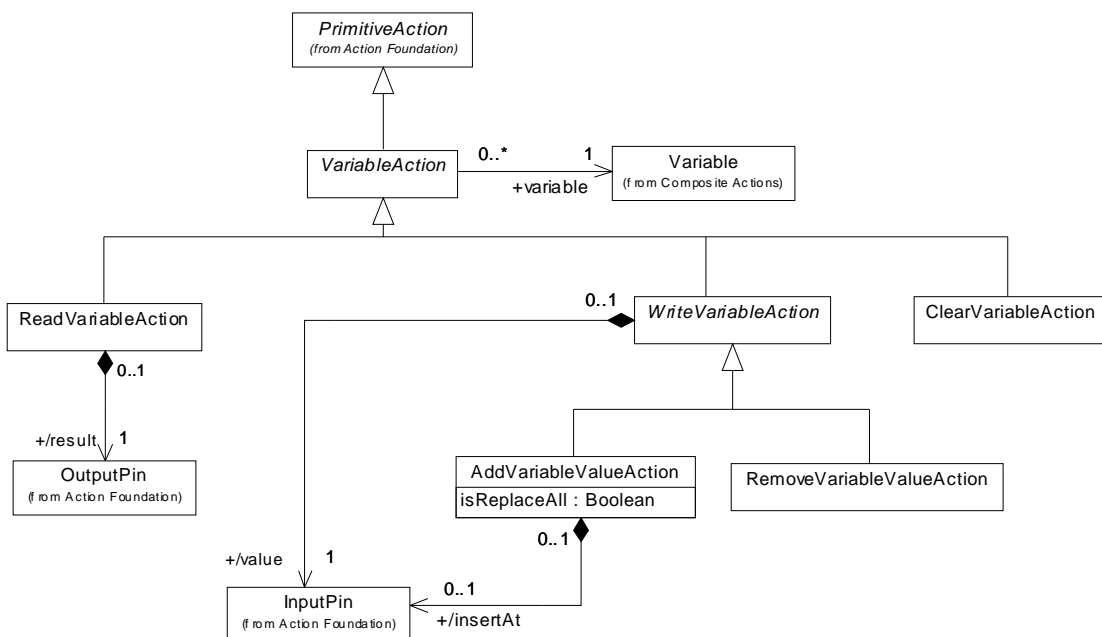 PrimitiveAction
(from Action Foundation)
VariableAction
0..*
1
+variable
Variable
(from Composite Actions)
ReadVariableAction
0..1
+/result
1
OutputPin
(from Action Foundation)
0..1
WriteVariableAction
ClearVariableAction
AddVariableValueAction
isReplaceAll : Boolean
RemoveVariableValueAction
0..1
+/value
1
0..1
+/insertAt
InputPin
(from Action Foundation)